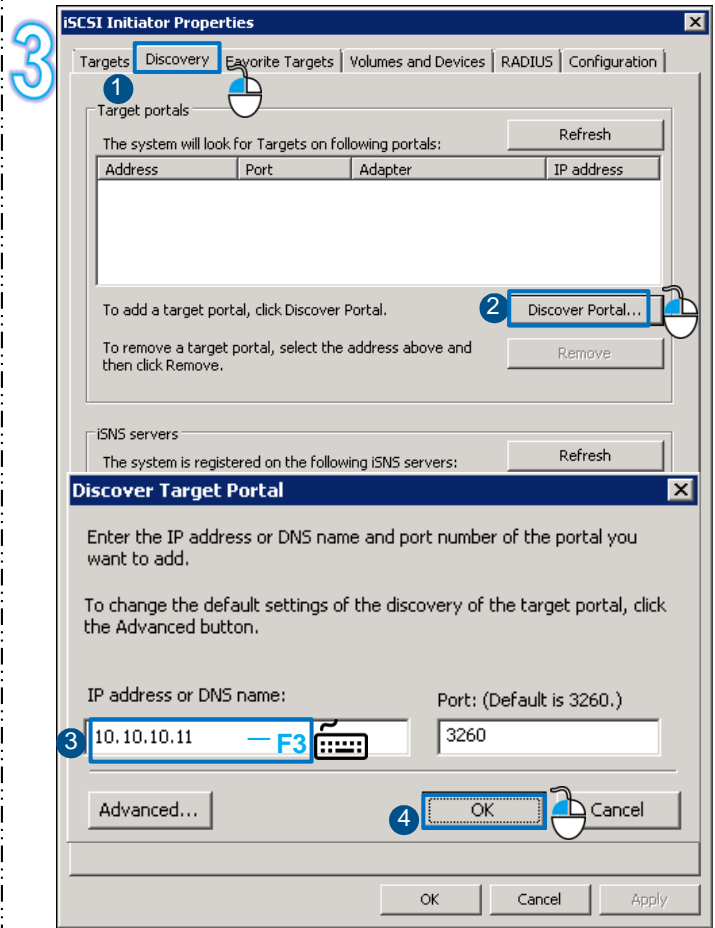 3
iSCSI Initiator Properties
Targets Discovery Favorite Targets Volumes and Devices RADIUS Configuration
1
Target portals
The system will look for Targets on following portals: Refresh
Address Port Adapter IP address
To add a target portal, click Discover Portal. 2 Discover Portal...
To remove a target portal, select the address above and
then click Remove.
Remove
iSNS servers
The system is registered on the following iSNS servers: Refresh
Discover Target Portal
Enter the IP address or DNS name and port number of the portal you
want to add.
To change the default settings of the discovery of the target portal, click
the Advanced button.
IP address or DNS name: Port: (Default is 3260.)
3 10.10.10.11 — F3 3260
Advanced... 4 OK Cancel
OK Cancel Apply